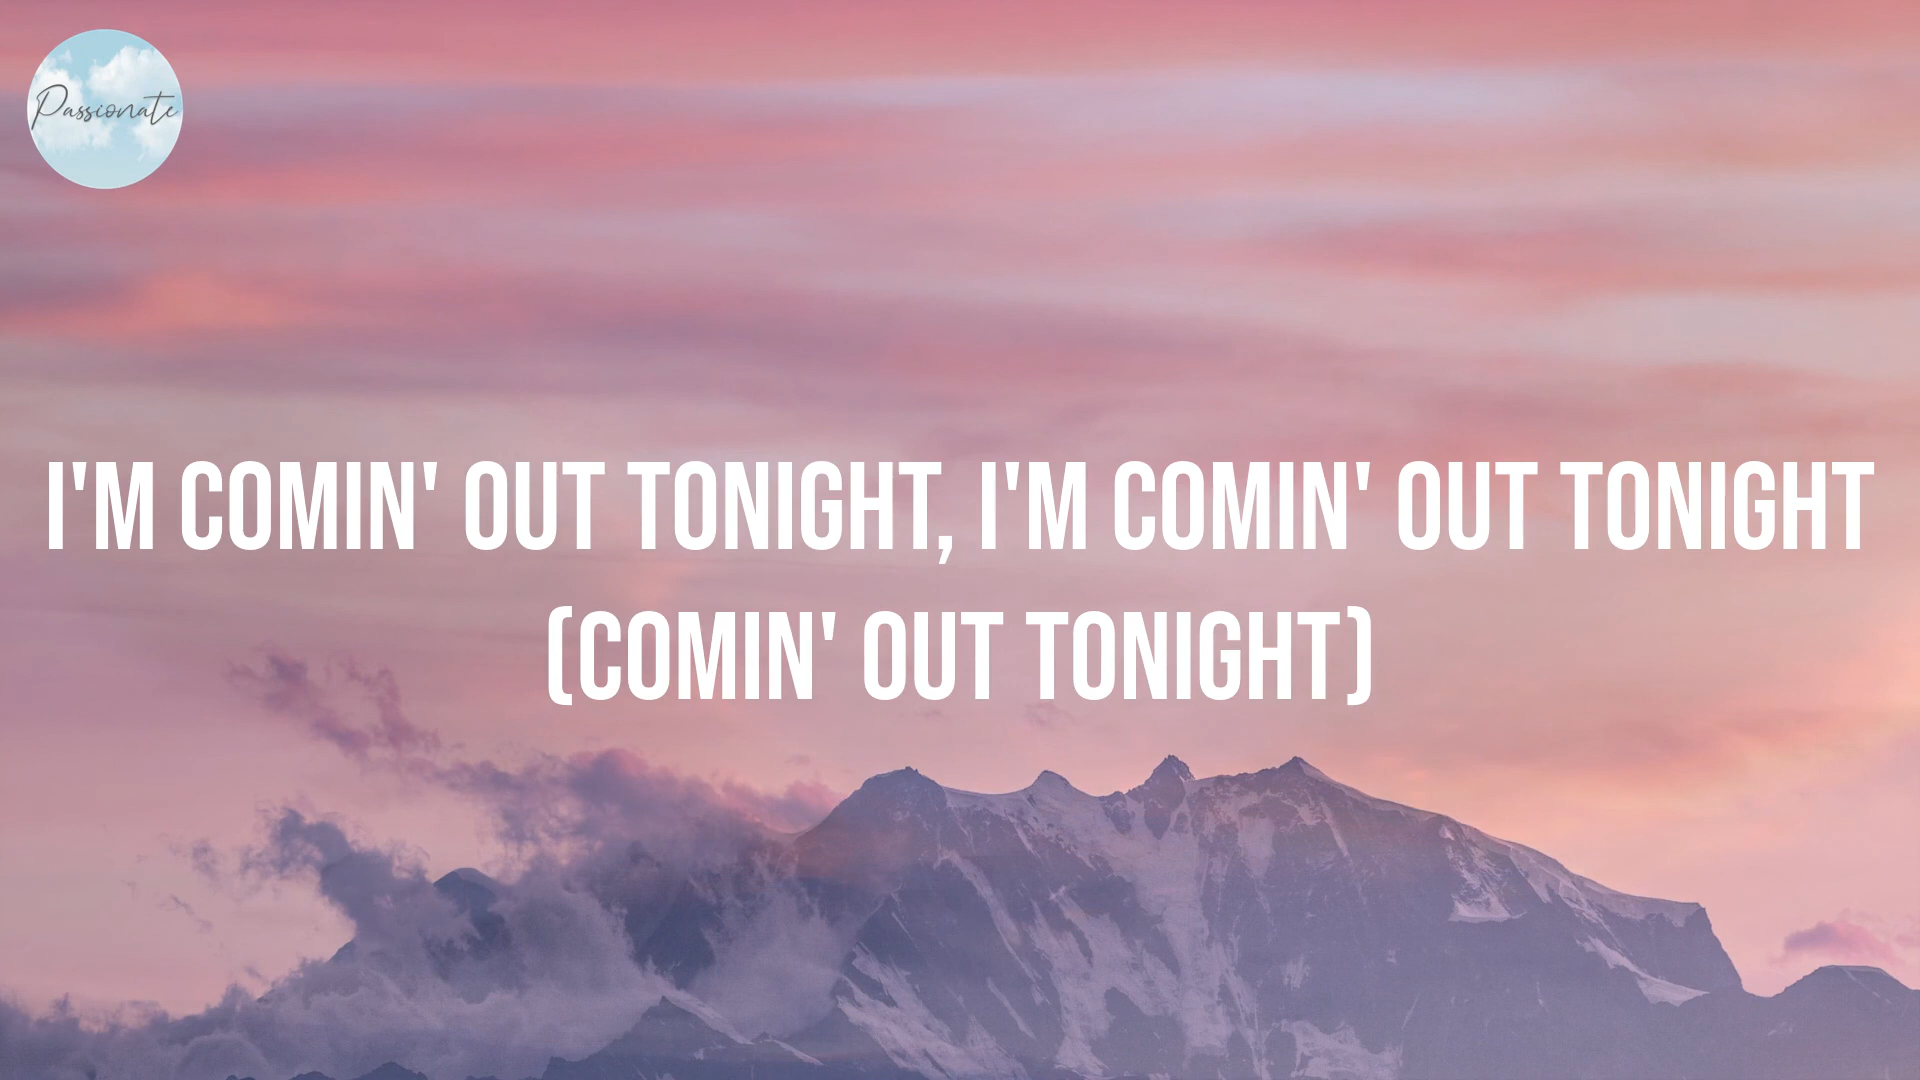 Passionate
I'M COMIN' OUT TONIGHT, I'M COMIN' OUT TONIGHT
(COMIN' OUT TONIGHT)